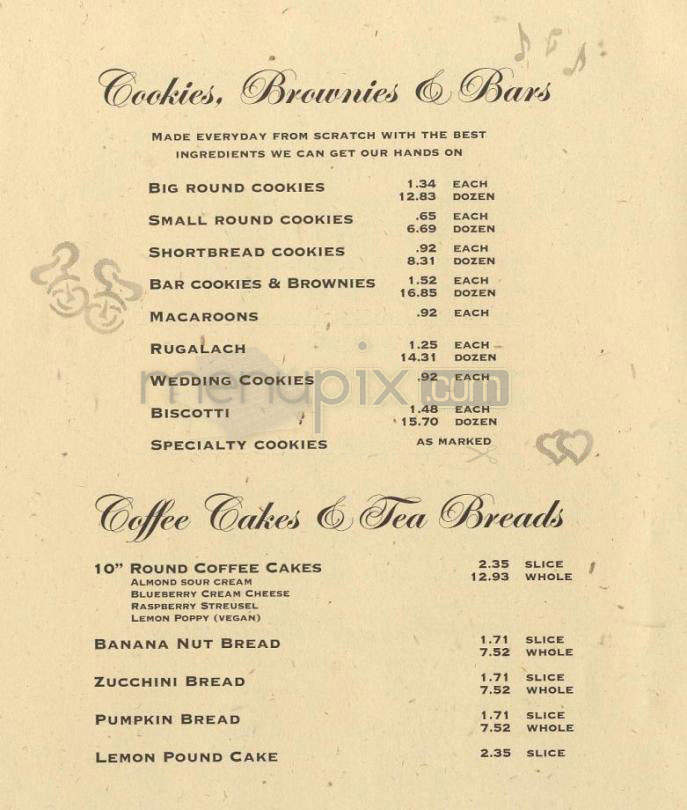 Cookies, Brownies & Bars
Made everyday from scratch with the best
ingredients we can get our hands on
Big round cookies 1.34 each
12.83 dozen
Small round cookies .65 each
6.69 dozen
Shortbread cookies .92 each
8.31 dozen
Bar cookies & Brownies 1.52 each
16.85 dozen
Macaroons .92 each
Rugalach 1.25 each
14.31 dozen
menupix.com
Wedding Cookies .92 each
Biscotti 1.48 each
15.70 dozen
Specialty cookies as marked
Coffee Cakes & Tea Breads
10” Round Coffee Cakes 2.35 slice
12.93 whole
Almond sour cream
Blueberry Cream Cheese
Raspberry Streusel
Lemon Poppy (vegan)
Banana Nut Bread 1.71 slice
7.52 whole
Zucchini Bread 1.71 slice
7.52 whole
Pumpkin Bread 1.71 slice
7.52 whole
Lemon Pound Cake 2.35 slice